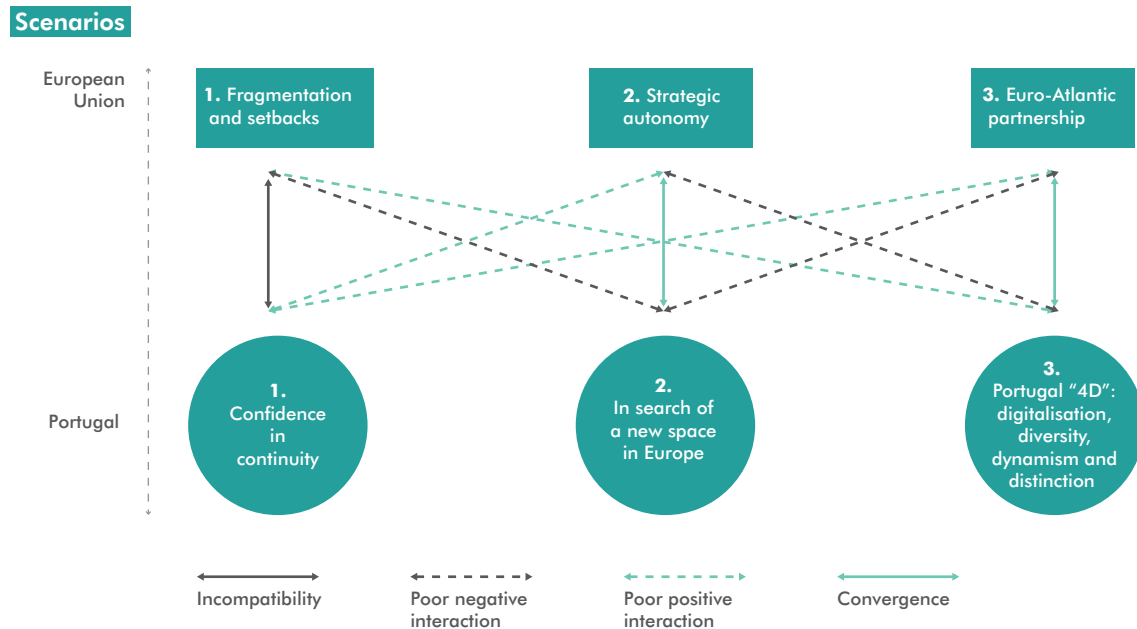 Scenarios
European
Union
1. Fragmentation
and setbacks
2. Strategic
autonomy
3. Euro-Atlantic
partnership
Portugal
1.
Confidence
in
continuity
2.
In search of
a new space
in Europe
3.
Portugal “4D”:
digitalisation,
diversity,
dynamism and
distinction
Incompatibility
Poor negative
interaction
Poor positive
interaction
Convergence